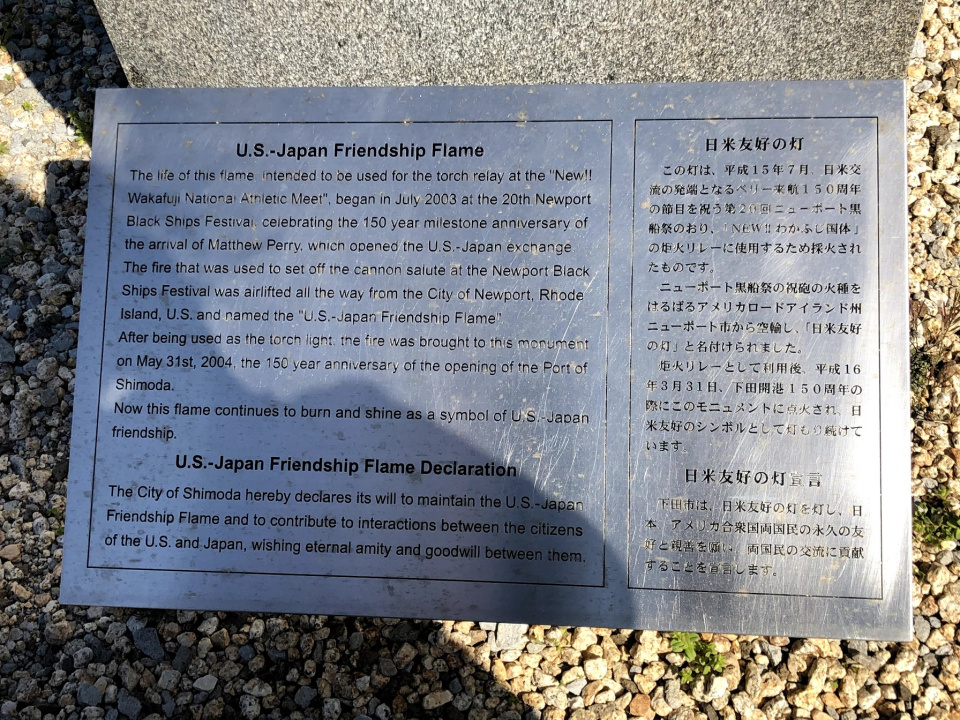 U.S.-Japan Friendship Flame
The life of this flame, intended to be used for the torch relay at the "New!!
Wakafuji National Athletic Meet", began in July 2003 at the 20th Newport
Black Ships Festival, celebrating the 150 year milestone anniversary of
the arrival of Matthew Perry, which opened the U.S.-Japan exchange.
The fire that was used to set off the cannon salute at the Newport Black
Ships Festival was airlifted all the way from the City of Newport, Rhode
Island, U.S. and named the "U.S.-Japan Friendship Flame"
After being used as the torch light, the fire was brought to this monument
on May 31st, 2004, the 150 year anniversary of the opening of the Port of
Shimoda.
Now this flame continues to burn and shine as a symbol of U.S.-Japan
friendship.
U.S.-Japan Friendship Flame Declaration
The City of Shimoda hereby declares its will to maintain the U.S.-Japan
Friendship Flame and to contribute to interactions between the citizens
of the U.S. and Japan, wishing eternal amity and goodwill between them.
日米友好の灯
この灯は、平成15年7月、日米交
流の発端となるペリー来航150周年
の節目を祝う第20回ニューポート黒
船祭のおり、「NEW!!わかふじ国体」
の炬火リレーに使用するため採火され
たものです。
ニューポート黒船祭の祝砲の火種を
はるばるアメリカロードアイランド州
ニューポート市から空輸し、「日米友好
の灯」と名付けられました。
炬火リレーとして利用後、平成16
年3月31日、下田開港150周年の
際にこのモニュメントに点火され、日
米友好のシンボルとして灯もり続けて
います。
日米友好の灯宣言
下田市は、日米友好の灯を灯し、日
本 アメリカ合衆国両国民の永久の友
好と親善を願い、両国民の交流に貢献
することを宣言します。